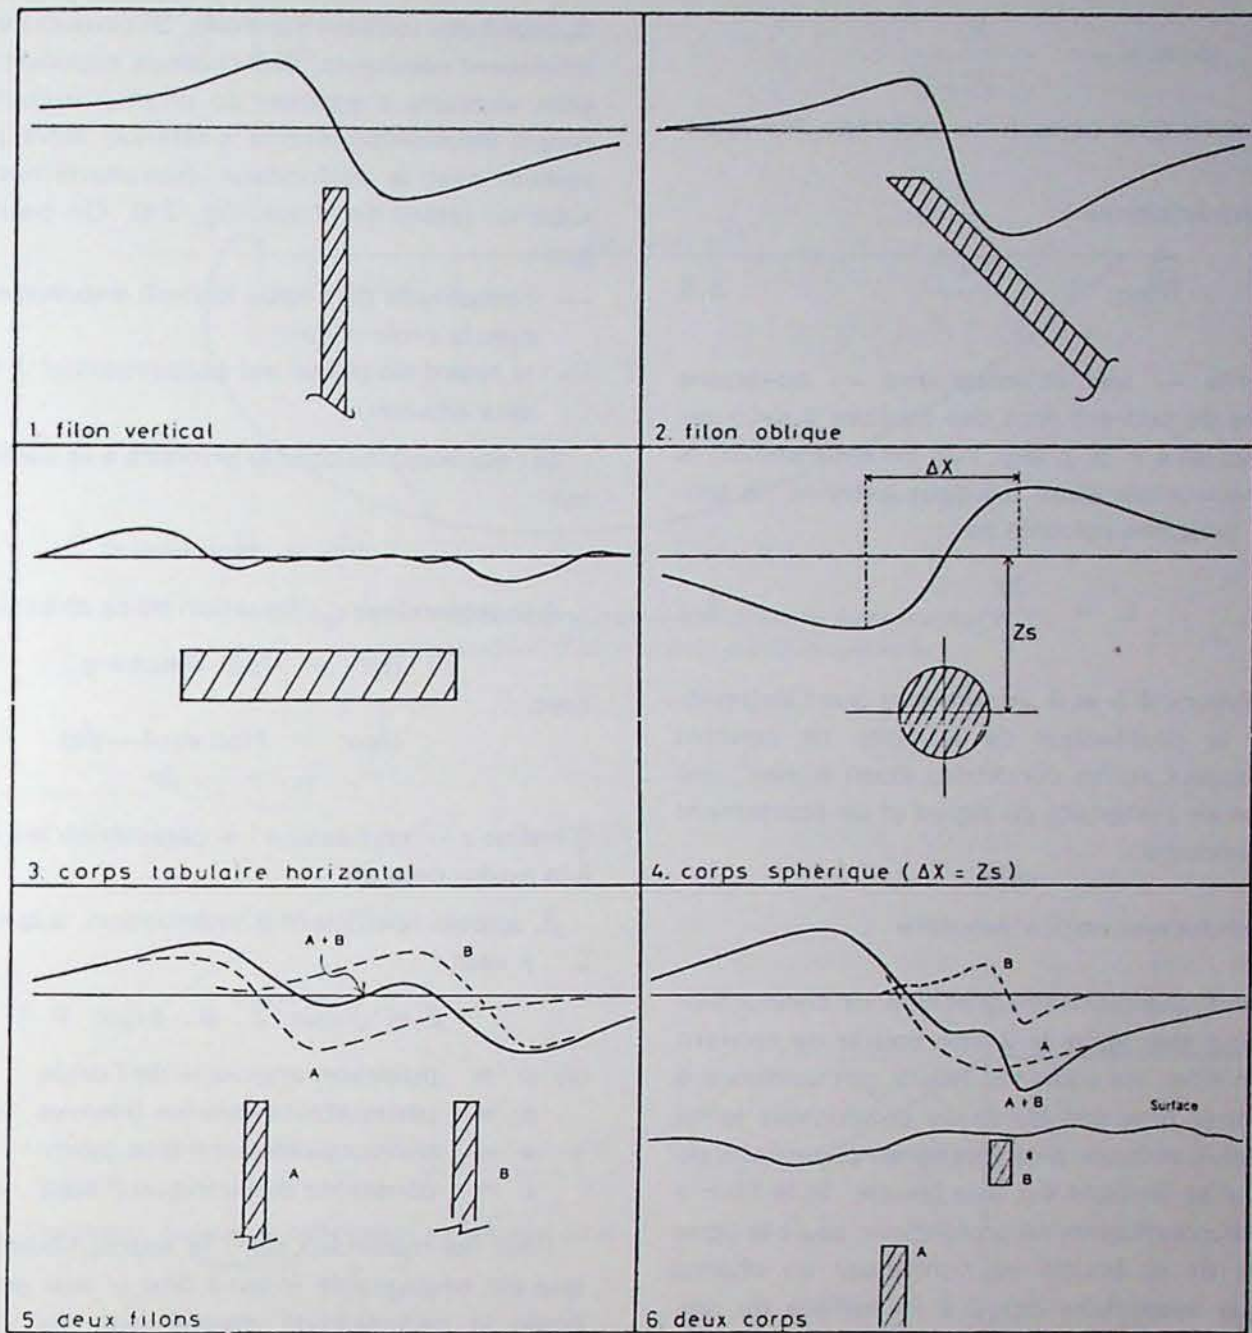 1. filon vertical
2. filon oblique
ΔX
Zs
3. corps tabulaire horizontal
4. corps sphèrique ( ΔX = Zs )
A + B
B
A
A
B
5 deux filons
B
A
A + B
Surface
B
A
6. deux corps